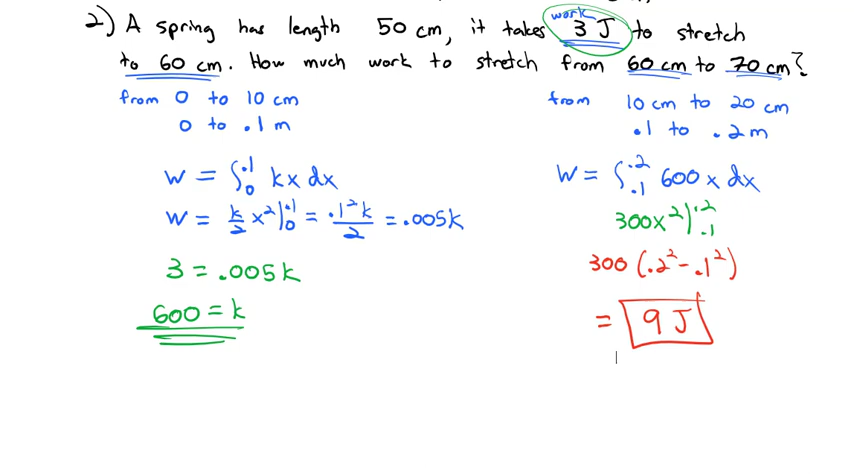 2) A spring has length 50 cm, it takes work 3 J to stretch
to 60 cm. How much work to stretch from 60 cm to 70 cm?
from 0 to 10 cm
0 to .1 m
W = ∫₀^.1 kx dx
W = k/2 x²|₀^.1 = .1²k/2 = .005k
3 = .005k
600 = k
from 10 cm to 20 cm
.1 to .2 m
W = ∫.₁^.2 600x dx
300x²|.₁^.2
300 (.2² - .1²)
= 9 J